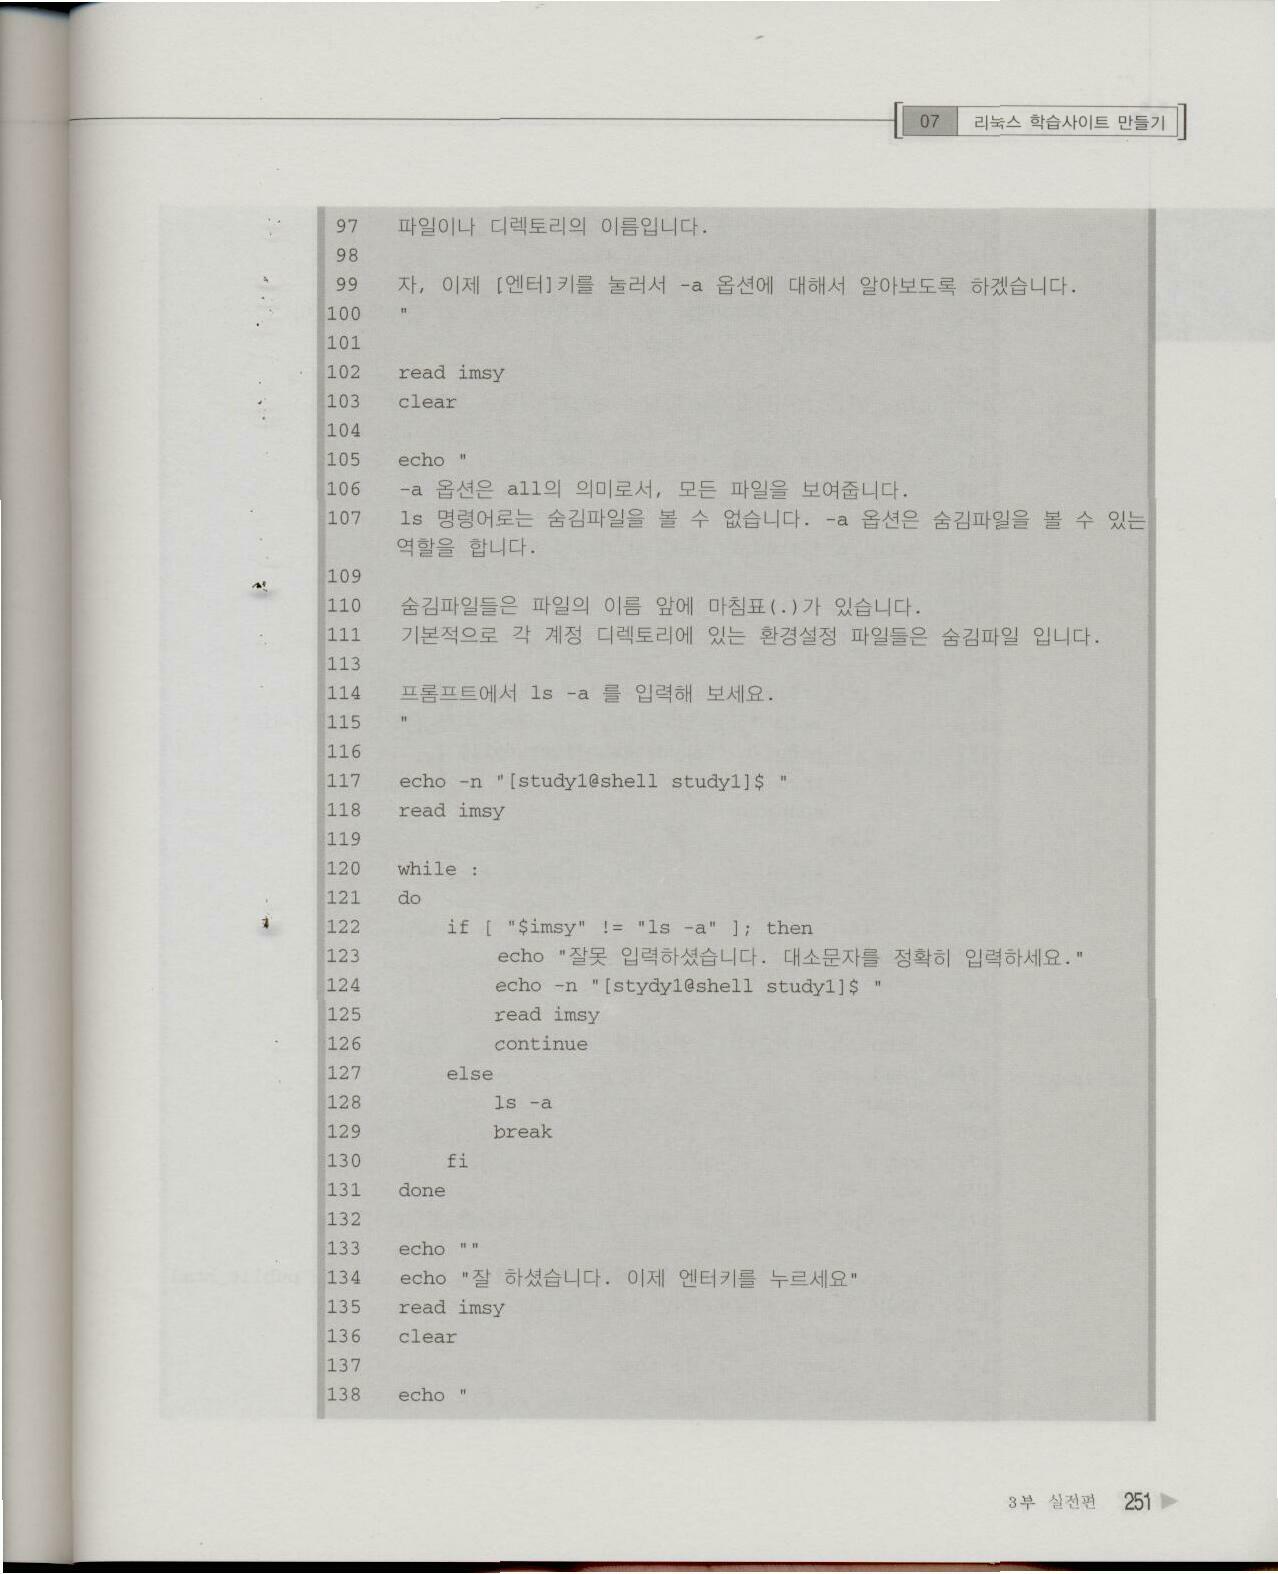 07 리눅스 학습사이트 만들기
97 파일이나 디렉토리의 이름입니다.
98
99 자, 이제 [엔터]키를 눌러서 -a 옵션에 대해서 알아보도록 하겠습니다.
100 "
101
102 read imsy
103 clear
104
105 echo "
106 -a 옵션은 all의 의미로서, 모든 파일을 보여줍니다.
107 ls 명령어로는 숨김파일을 볼 수 없습니다. -a 옵션은 숨김파일을 볼 수 있는
역할을 합니다.
109
110 숨김파일들은 파일의 이름 앞에 마침표(.)가 있습니다.
111 기본적으로 각 계정 디렉토리에 있는 환경설정 파일들은 숨김파일 입니다.
113
114 프롬프트에서 ls -a 를 입력해 보세요.
115 "
116
117 echo -n "[study1@shell study1]$ "
118 read imsy
119
120 while :
121 do
122 if [ "$imsy" != "ls -a" ]; then
123 echo "잘못 입력하셨습니다. 대소문자를 정확히 입력하세요."
124 echo -n "[stydy1@shell study1]$ "
125 read imsy
126 continue
127 else
128 ls -a
129 break
130 fi
131 done
132
133 echo ""
134 echo "잘 하셨습니다. 이제 엔터키를 누르세요"
135 read imsy
136 clear
137
138 echo "
3부 실전편 251